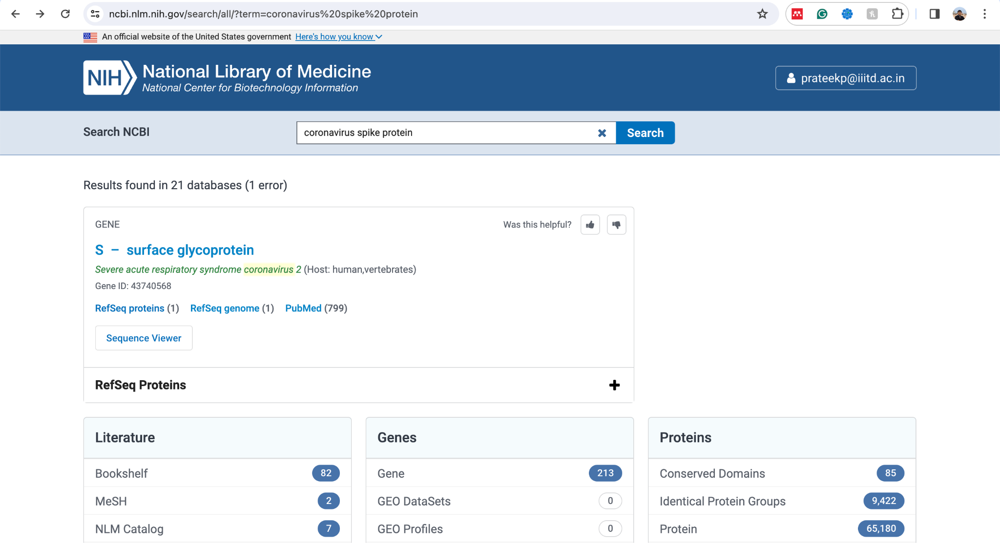 ncbi.nlm.nih.gov/search/all/?term=coronavirus%20spike%20protein
An official website of the United States government Here's how you know
NIH National Library of Medicine
National Center for Biotechnology Information
prateekp@iiitd.ac.in
Search NCBI
coronavirus spike protein
Search
Results found in 21 databases (1 error)
GENE
Was this helpful?
S – surface glycoprotein
Severe acute respiratory syndrome coronavirus 2 (Host: human,vertebrates)
Gene ID: 43740568
RefSeq proteins (1) RefSeq genome (1) PubMed (799)
Sequence Viewer
RefSeq Proteins
Literature
Bookshelf 82
MeSH 2
NLM Catalog 7
Genes
Gene 213
GEO DataSets 0
GEO Profiles 0
Proteins
Conserved Domains 85
Identical Protein Groups 9,422
Protein 65,180